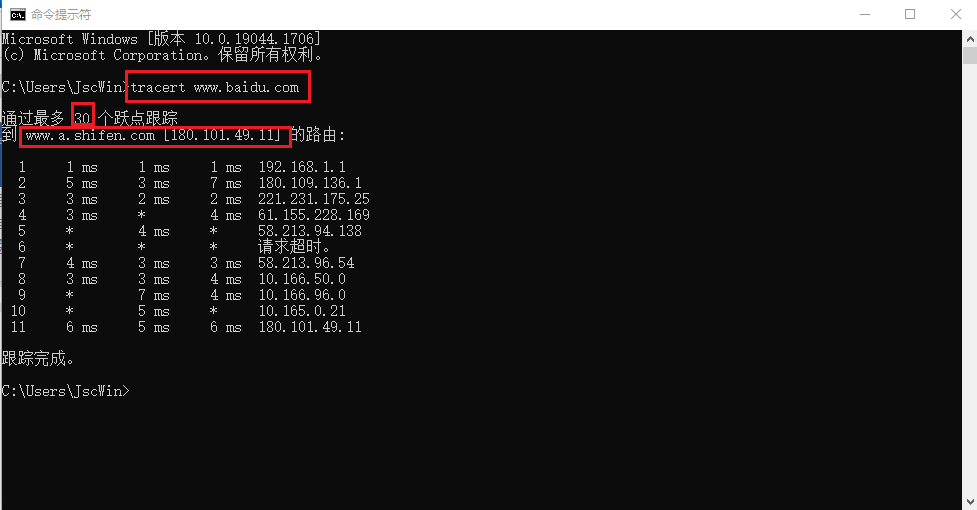 命令提示符
Microsoft Windows [版本 10.0.19044.1706]
(c) Microsoft Corporation。保留所有权利。
C:\Users\JscWin>tracert www.baidu.com
通过最多 30 个跃点跟踪
到 www.a.shifen.com [180.101.49.11] 的路由:
1 1 ms 1 ms 1 ms 192.168.1.1
2 5 ms 3 ms 7 ms 180.109.136.1
3 3 ms 2 ms 2 ms 221.231.175.25
4 3 ms * 4 ms 61.155.228.169
5 * 4 ms * 58.213.94.138
6 * * * 请求超时。
7 4 ms 3 ms 3 ms 58.213.96.54
8 3 ms 3 ms 4 ms 10.166.50.0
9 * 7 ms 4 ms 10.166.96.0
10 * 5 ms * 10.165.0.21
11 6 ms 5 ms 6 ms 180.101.49.11
跟踪完成。
C:\Users\JscWin>